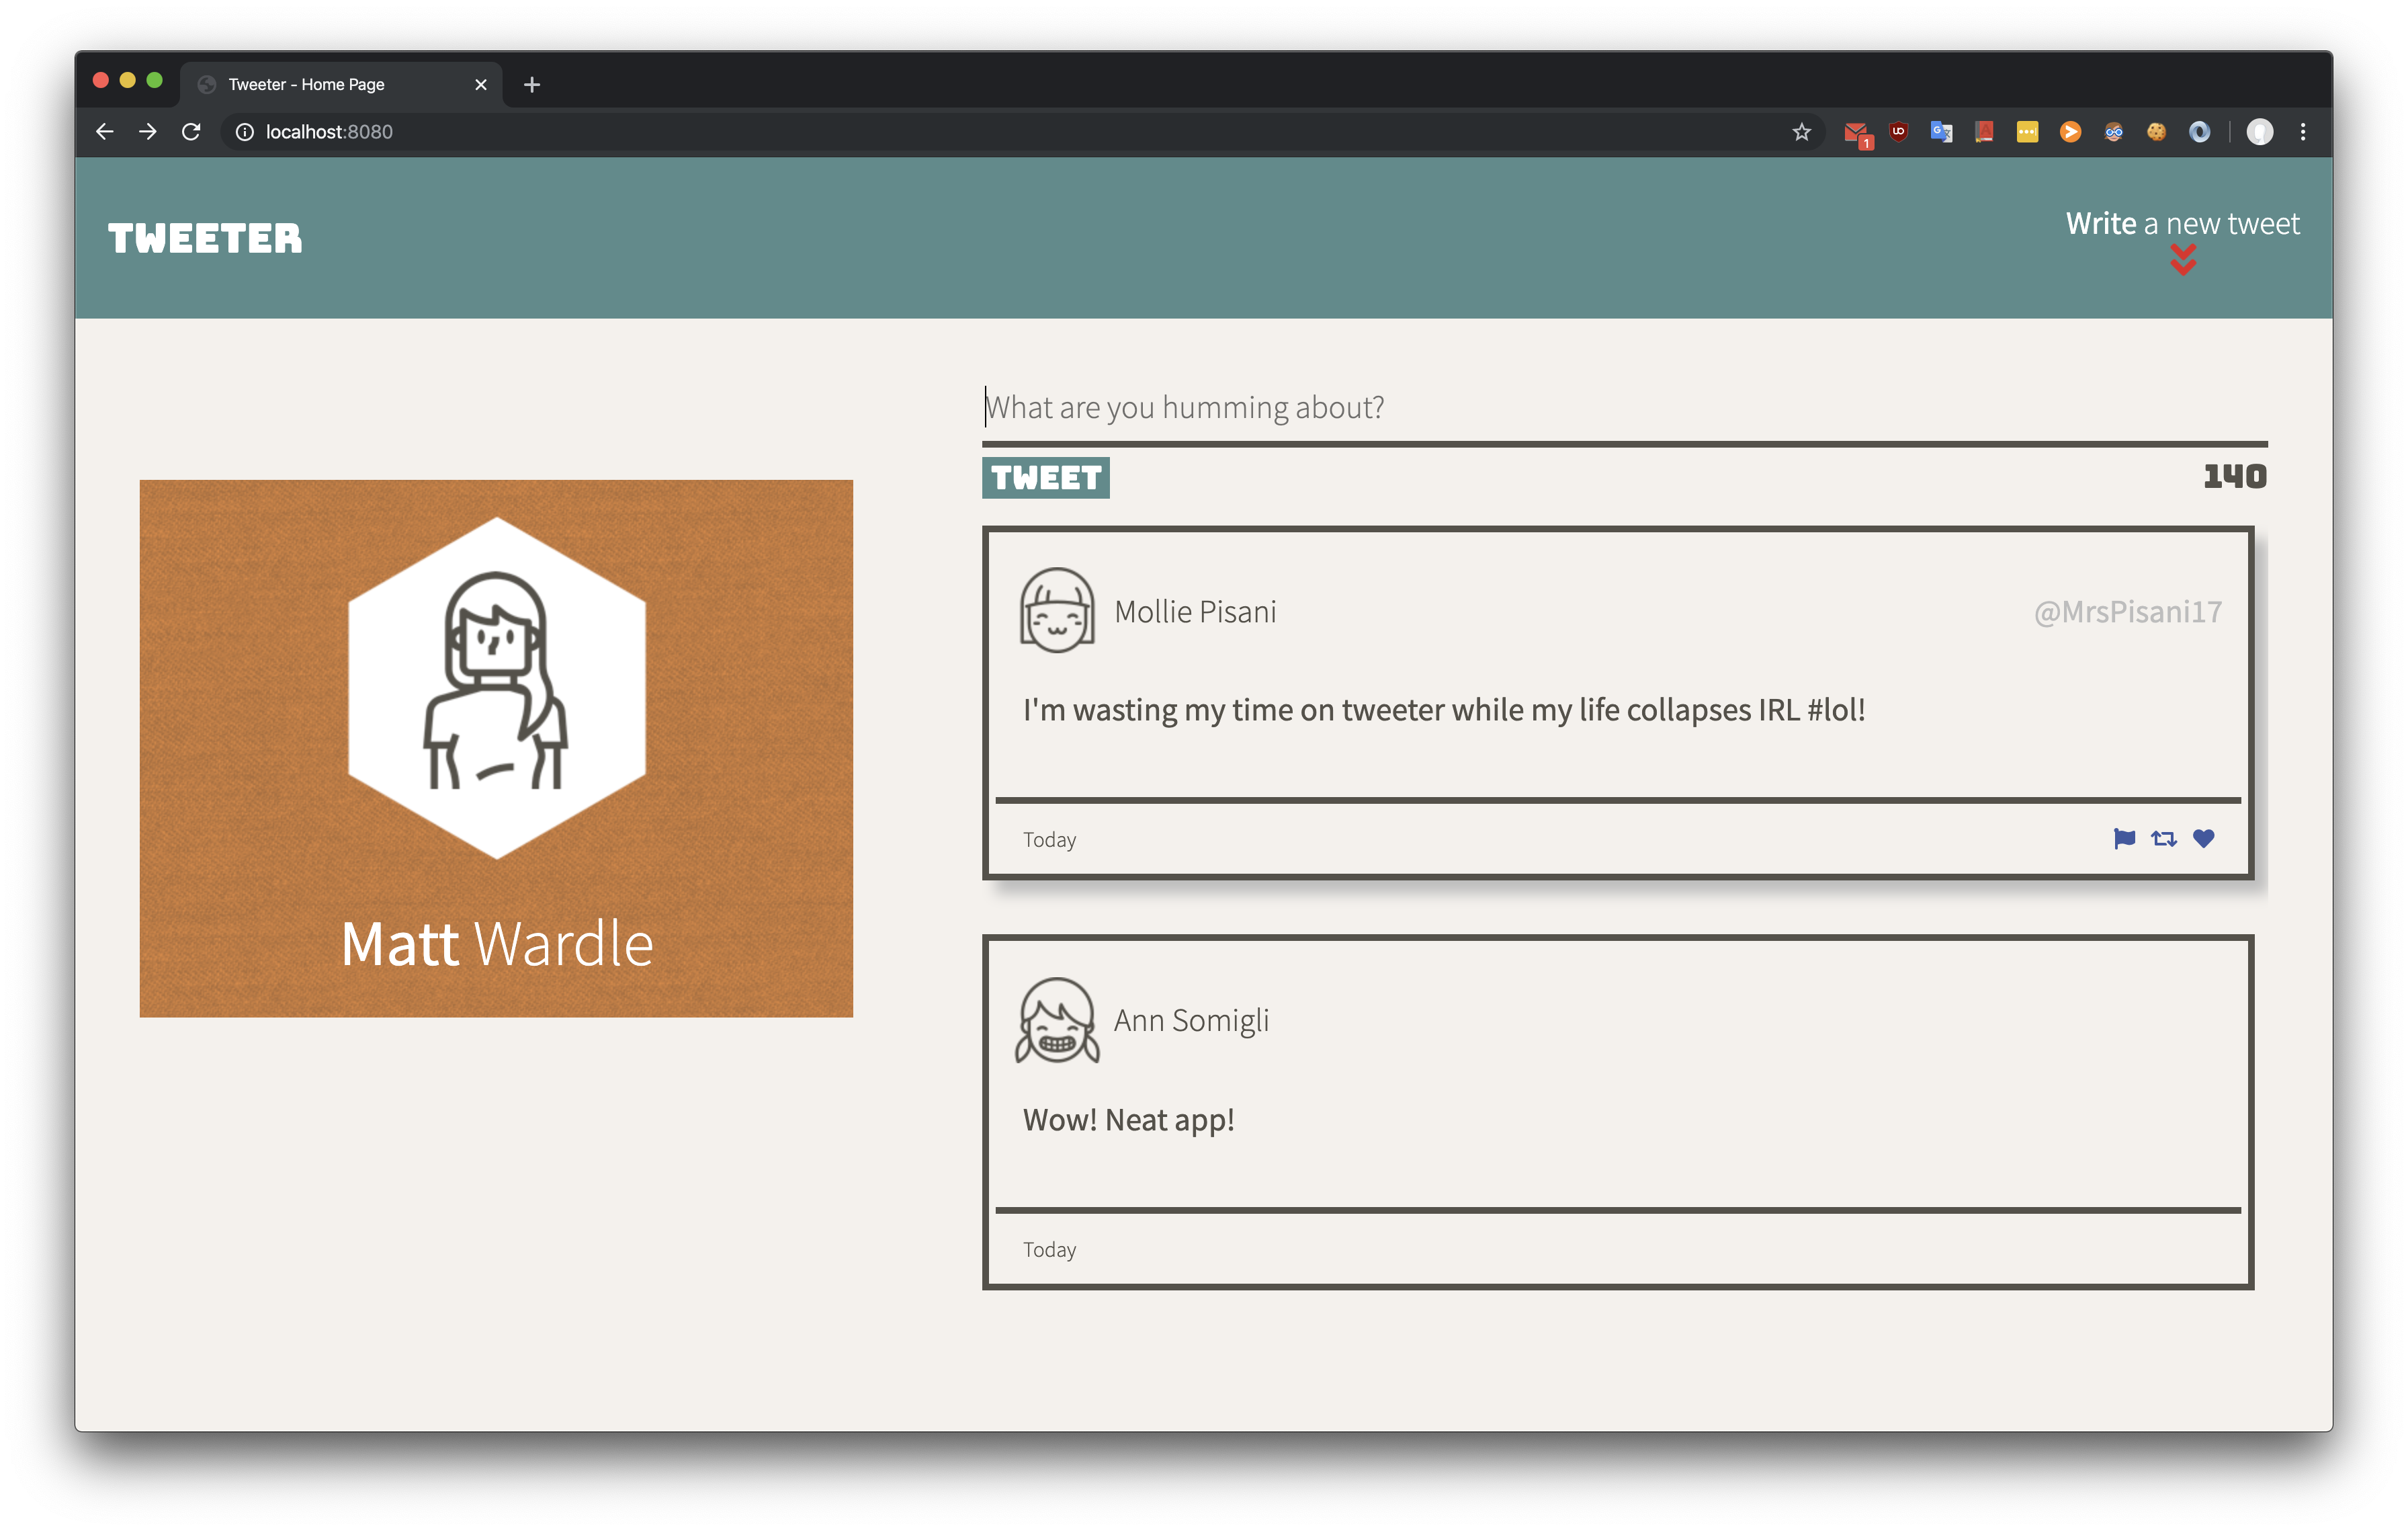 Tweeter - Home Page
localhost:8080
1
TWEETER
Write a new tweet
What are you humming about?
TWEET
140
Matt Wardle
Mollie Pisani
@MrsPisani17
I'm wasting my time on tweeter while my life collapses IRL #lol!
Today
Ann Somigli
Wow! Neat app!
Today